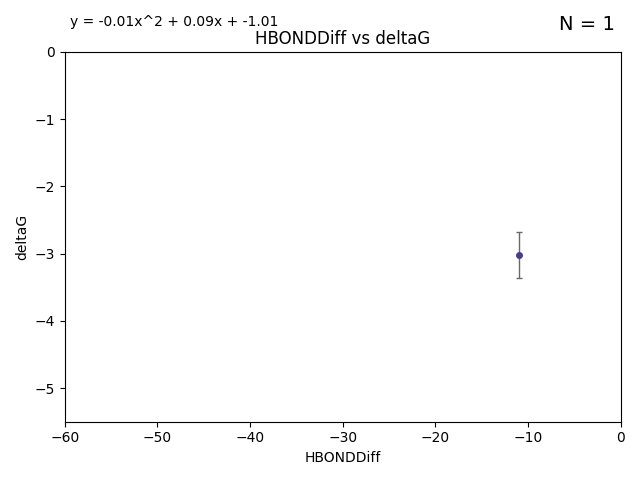 y = -0.01x^2 + 0.09x + -1.01
N = 1
HBONDDiff vs deltaG
0
−1
−2
−3
−4
−5
deltaG
−60 −50 −40 −30 −20 −10 0
HBONDDiff